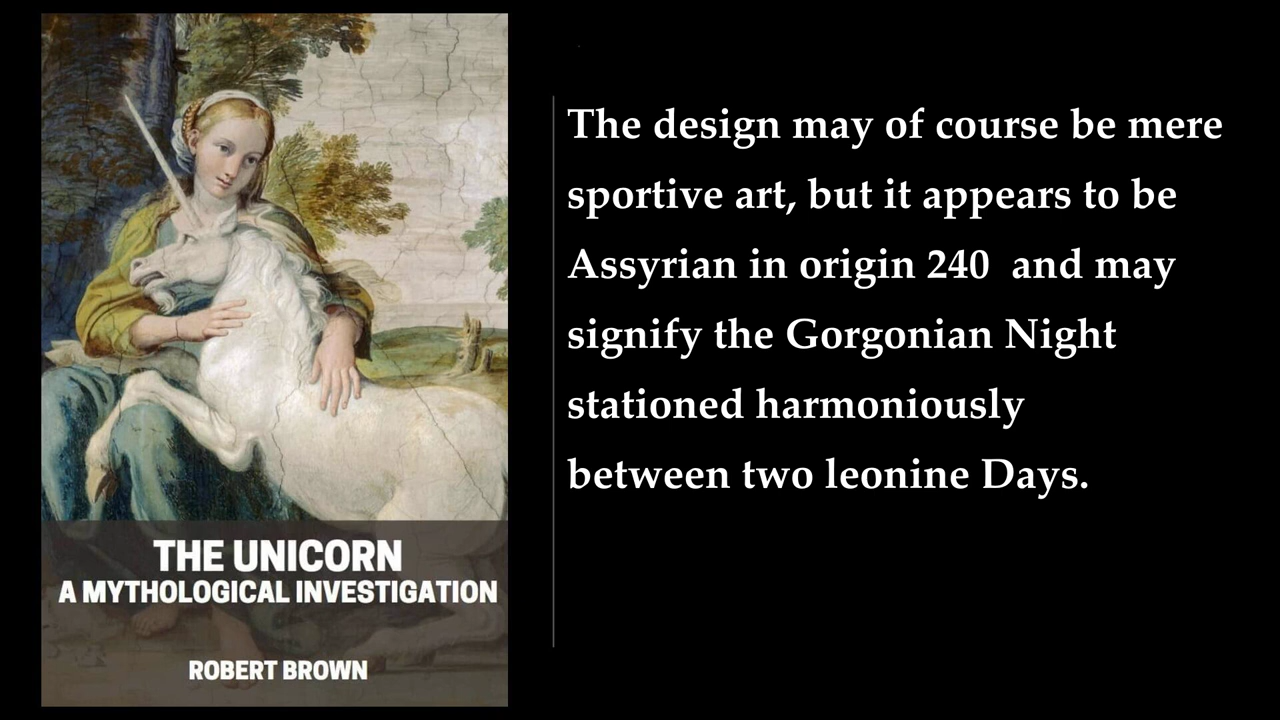 THE UNICORN
A MYTHOLOGICAL INVESTIGATION
ROBERT BROWN
The design may of course be mere
sportive art, but it appears to be
Assyrian in origin 240  and may
signify the Gorgonian Night
stationed harmoniously
between two leonine Days.